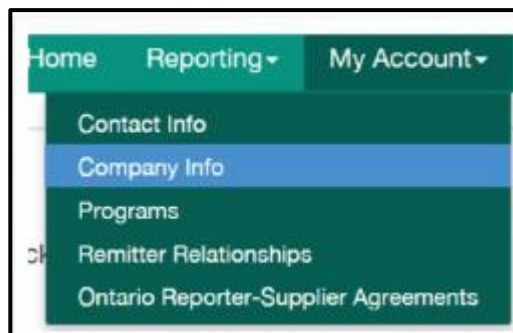 Home Reporting My Account
Contact Info
Company Info
Programs
Remitter Relationships
Ontario Reporter-Supplier Agreements